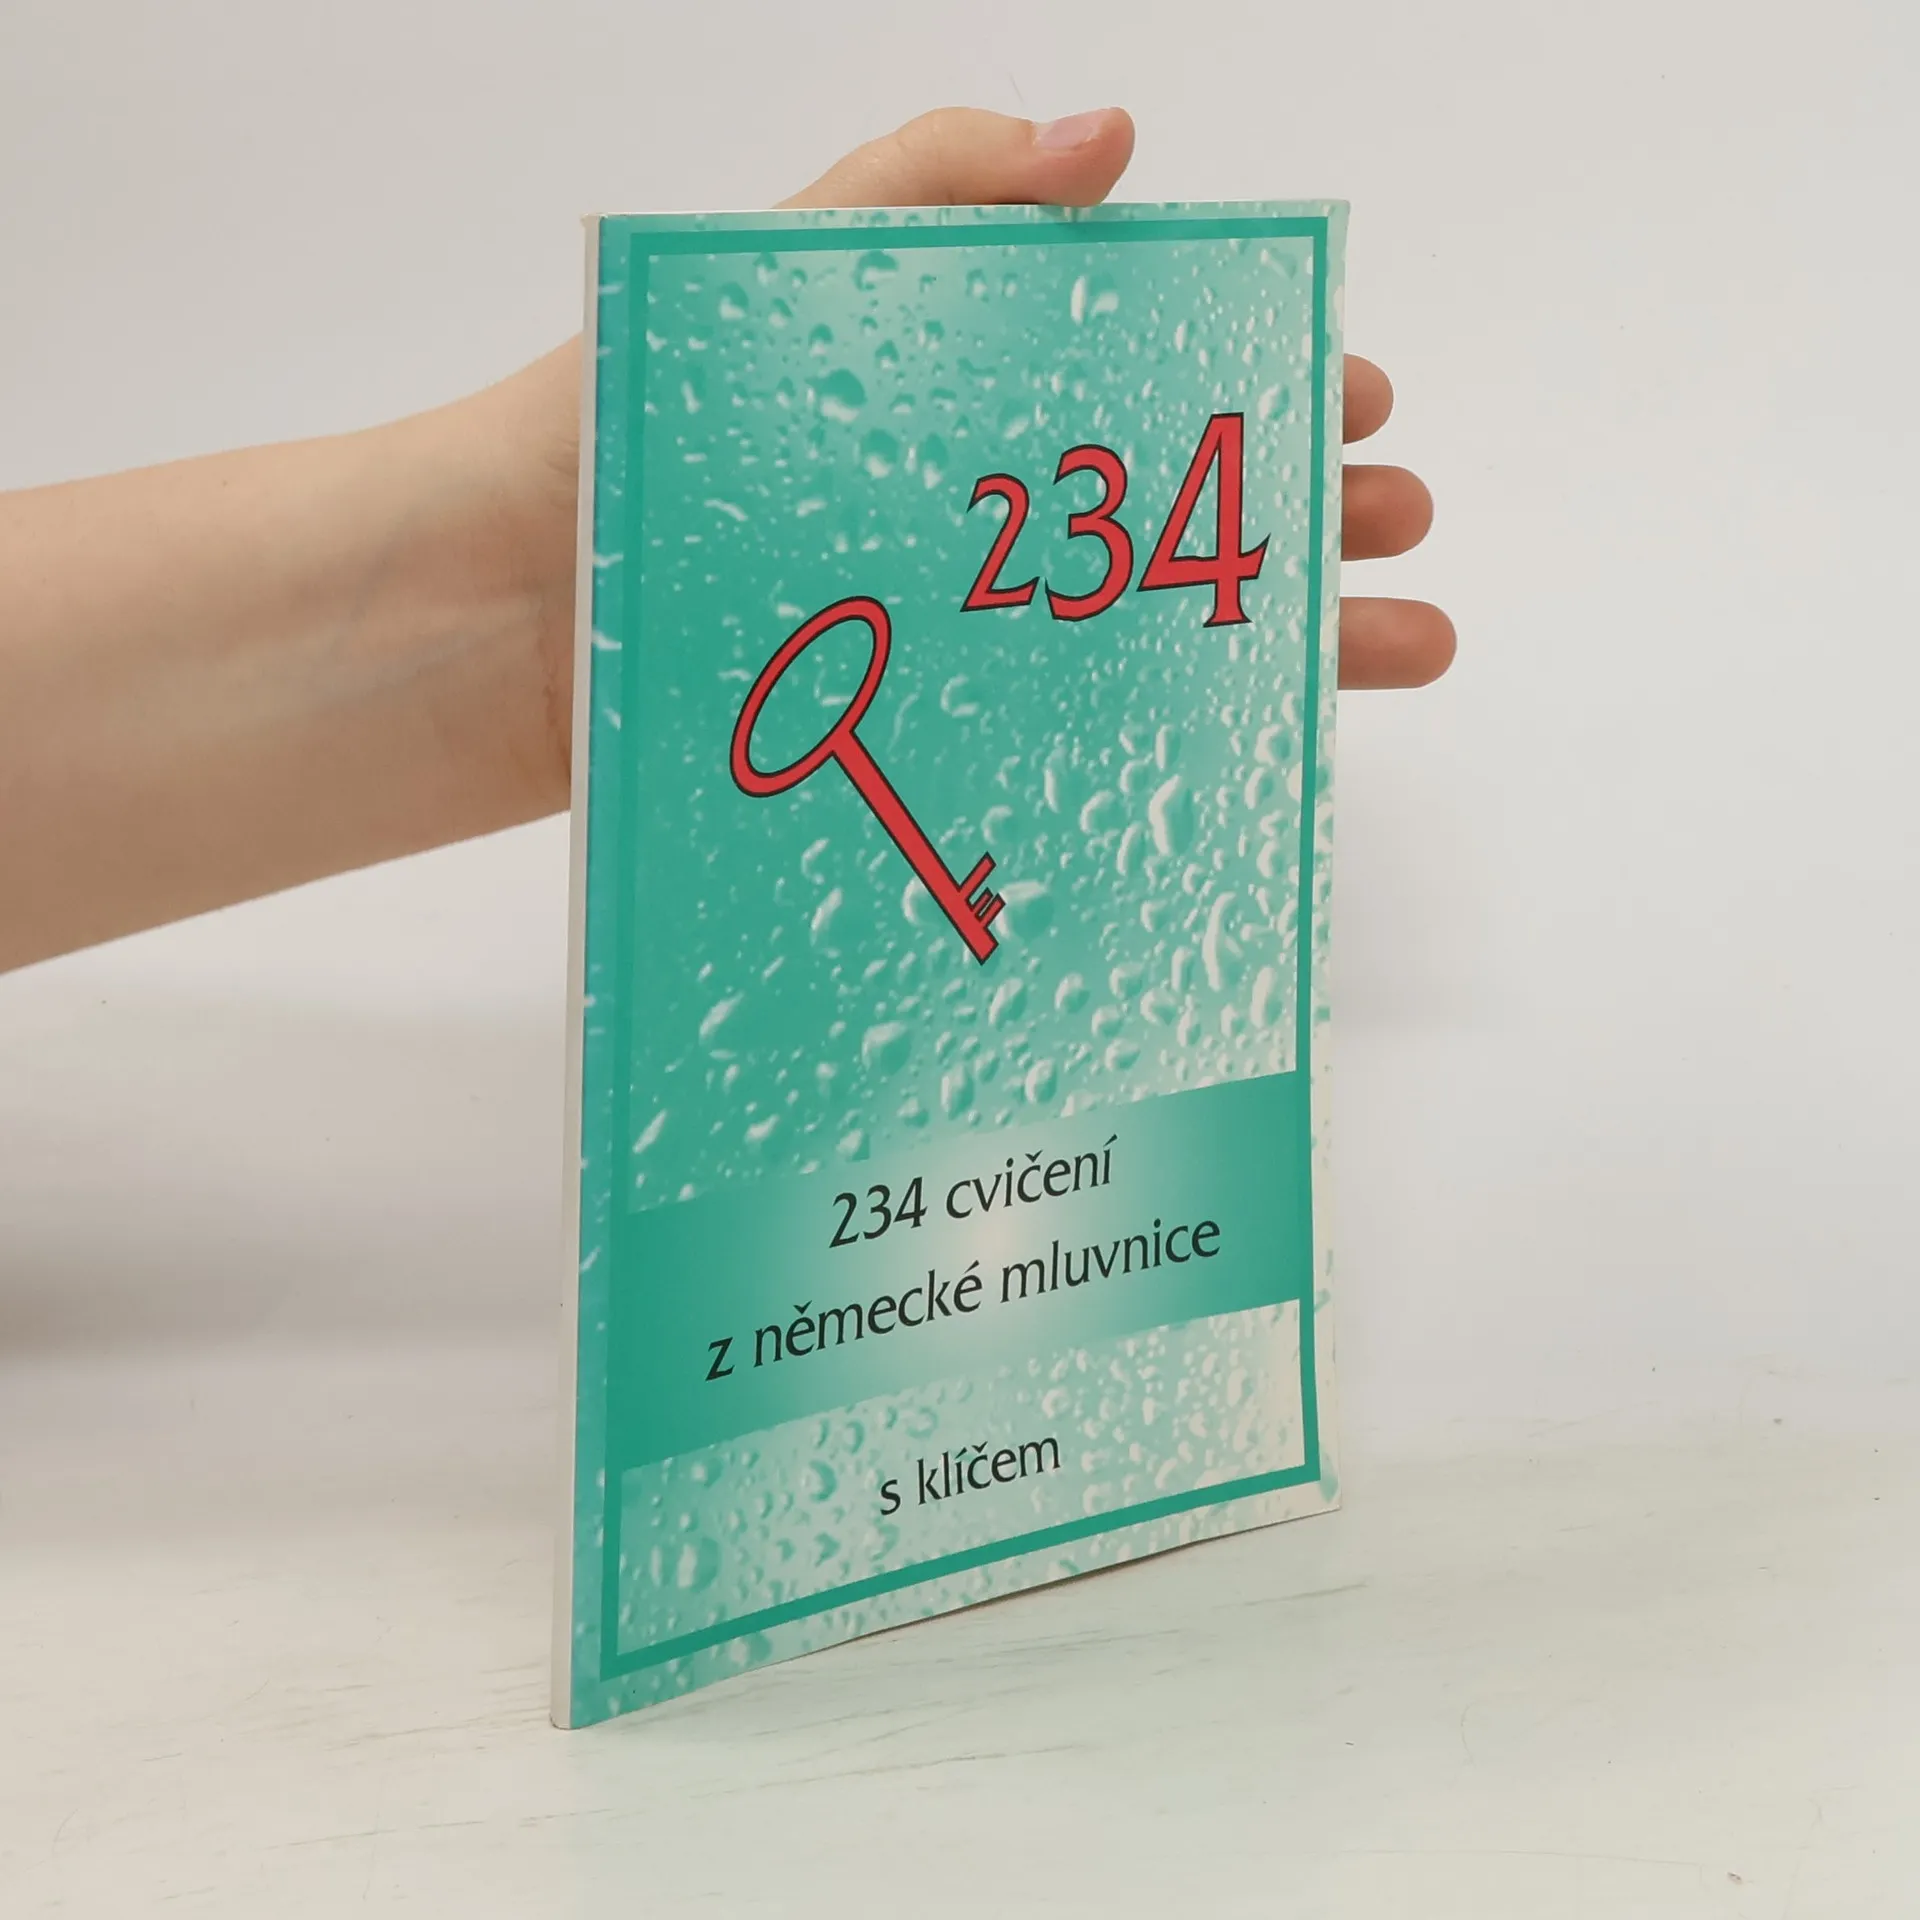 234
234 cvičení
z německé mluvnice
s klíčem